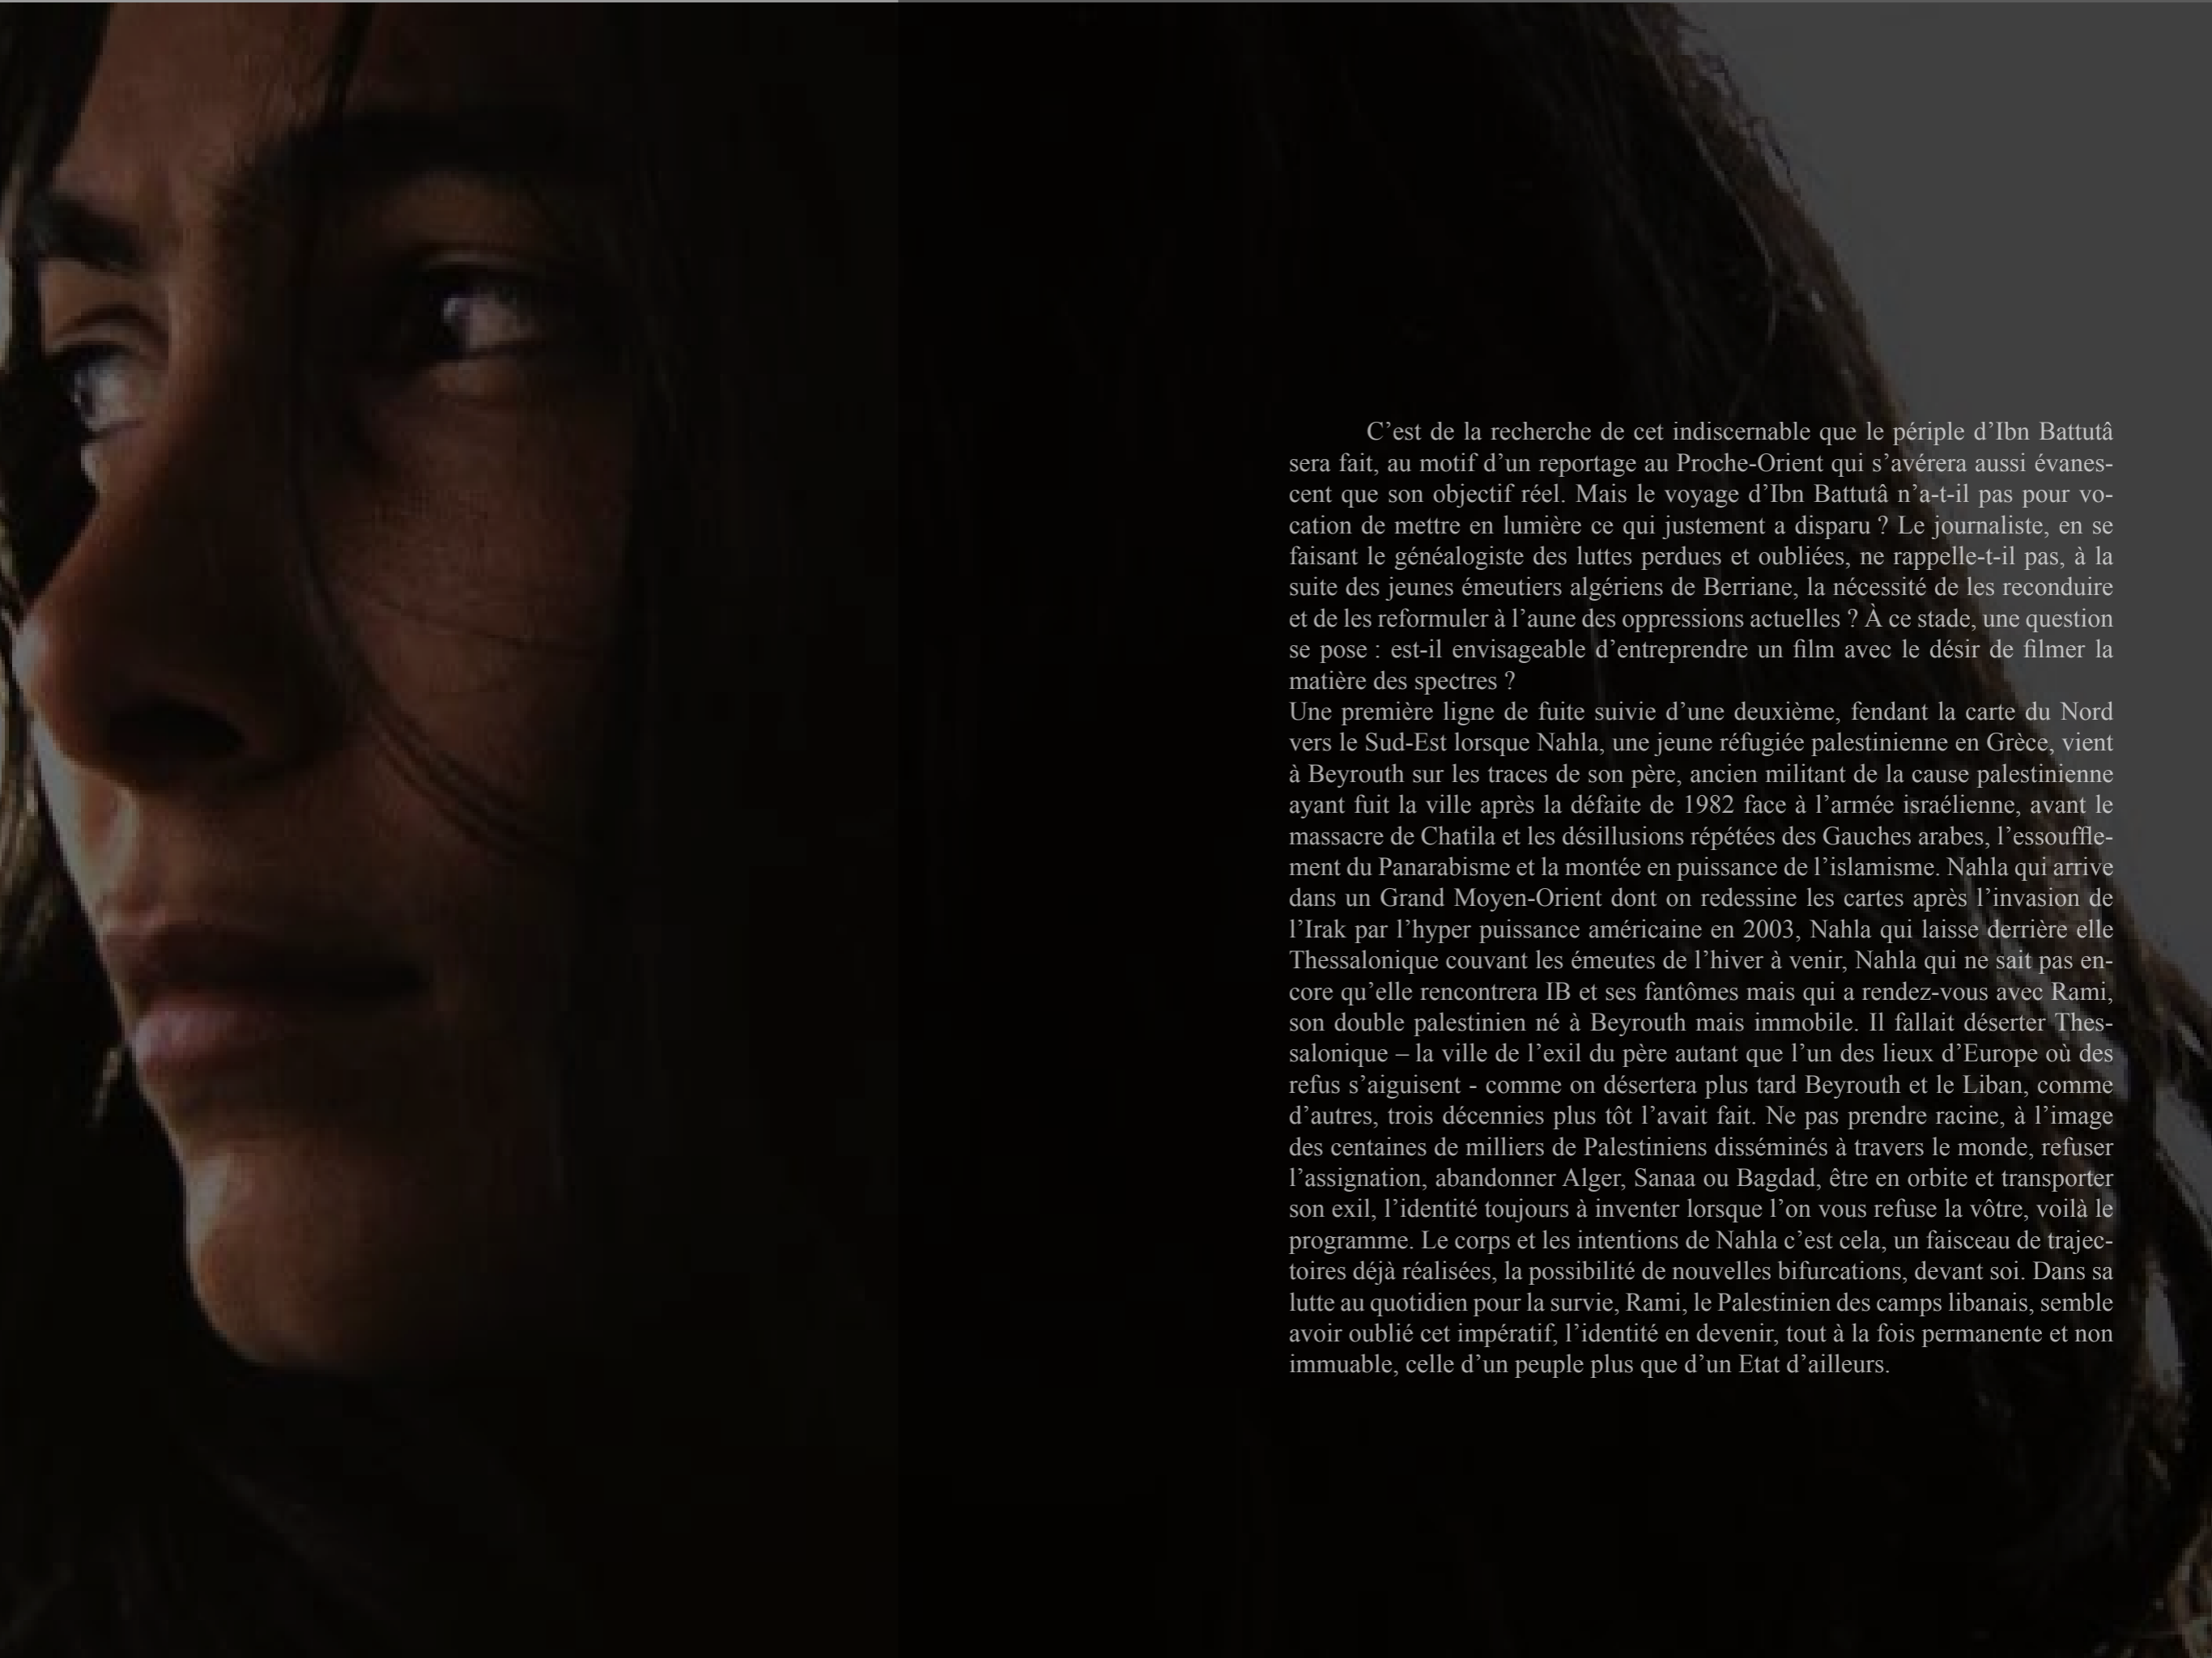 C’est de la recherche de cet indiscernable que le périple d’Ibn Battutâ
sera fait, au motif d’un reportage au Proche-Orient qui s’avérera aussi évanes-
cent que son objectif réel. Mais le voyage d’Ibn Battutâ n’a-t-il pas pour vo-
cation de mettre en lumière ce qui justement a disparu ? Le journaliste, en se
faisant le généalogiste des luttes perdues et oubliées, ne rappelle-t-il pas, à la
suite des jeunes émeutiers algériens de Berriane, la nécessité de les reconduire
et de les reformuler à l’aune des oppressions actuelles ? À ce stade, une question
se pose : est-il envisageable d’entreprendre un film avec le désir de filmer la
matière des spectres ?
Une première ligne de fuite suivie d’une deuxième, fendant la carte du Nord
vers le Sud-Est lorsque Nahla, une jeune réfugiée palestinienne en Grèce, vient
à Beyrouth sur les traces de son père, ancien militant de la cause palestinienne
ayant fuit la ville après la défaite de 1982 face à l’armée israélienne, avant le
massacre de Chatila et les désillusions répétées des Gauches arabes, l’essouffle-
ment du Panarabisme et la montée en puissance de l’islamisme. Nahla qui arrive
dans un Grand Moyen-Orient dont on redessine les cartes après l’invasion de
l’Irak par l’hyper puissance américaine en 2003, Nahla qui laisse derrière elle
Thessalonique couvant les émeutes de l’hiver à venir, Nahla qui ne sait pas en-
core qu’elle rencontrera IB et ses fantômes mais qui a rendez-vous avec Rami,
son double palestinien né à Beyrouth mais immobile. Il fallait déserter Thes-
salonique – la ville de l’exil du père autant que l’un des lieux d’Europe où des
refus s’aiguisent - comme on désertera plus tard Beyrouth et le Liban, comme
d’autres, trois décennies plus tôt l’avait fait. Ne pas prendre racine, à l’image
des centaines de milliers de Palestiniens disséminés à travers le monde, refuser
l’assignation, abandonner Alger, Sanaa ou Bagdad, être en orbite et transporter
son exil, l’identité toujours à inventer lorsque l’on vous refuse la vôtre, voilà le
programme. Le corps et les intentions de Nahla c’est cela, un faisceau de trajec-
toires déjà réalisées, la possibilité de nouvelles bifurcations, devant soi. Dans sa
lutte au quotidien pour la survie, Rami, le Palestinien des camps libanais, semble
avoir oublié cet impératif, l’identité en devenir, tout à la fois permanente et non
immuable, celle d’un peuple plus que d’un Etat d’ailleurs.